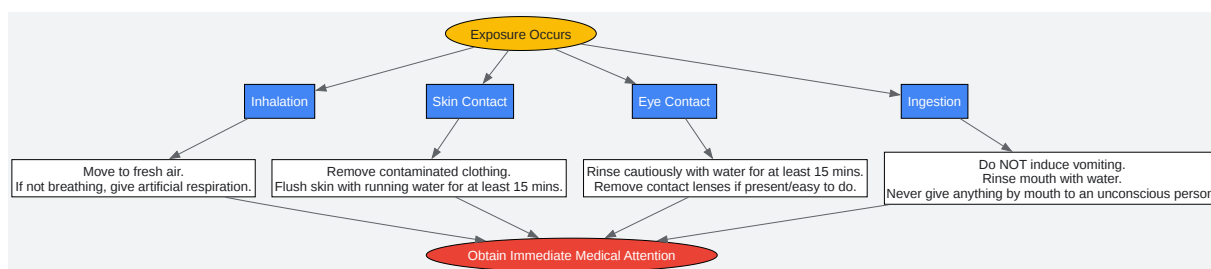 Exposure Occurs
Inhalation
Skin Contact
Eye Contact
Ingestion
Move to fresh air.
If not breathing, give artificial respiration.
Remove contaminated clothing.
Flush skin with running water for at least 15 mins.
Rinse cautiously with water for at least 15 mins.
Remove contact lenses if present/easy to do.
Do NOT induce vomiting.
Rinse mouth with water.
Never give anything by mouth to an unconscious person
Obtain Immediate Medical Attention